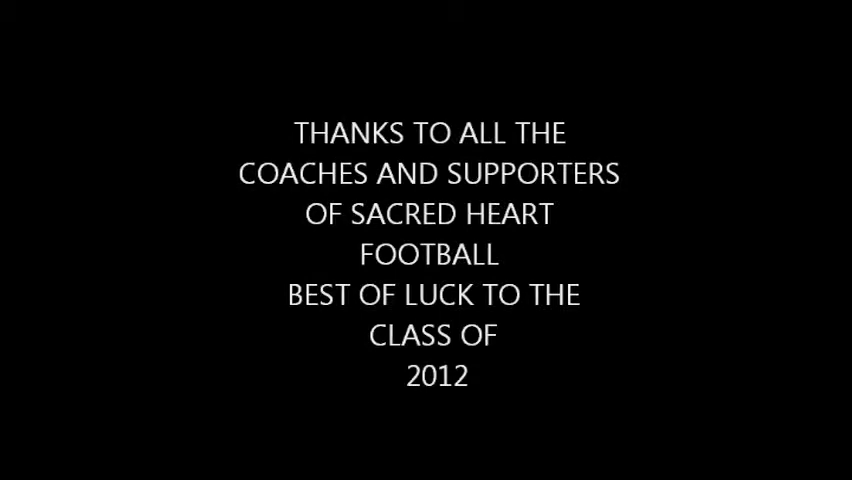 THANKS TO ALL THE
COACHES AND SUPPORTERS
OF SACRED HEART
FOOTBALL
BEST OF LUCK TO THE
CLASS OF
2012